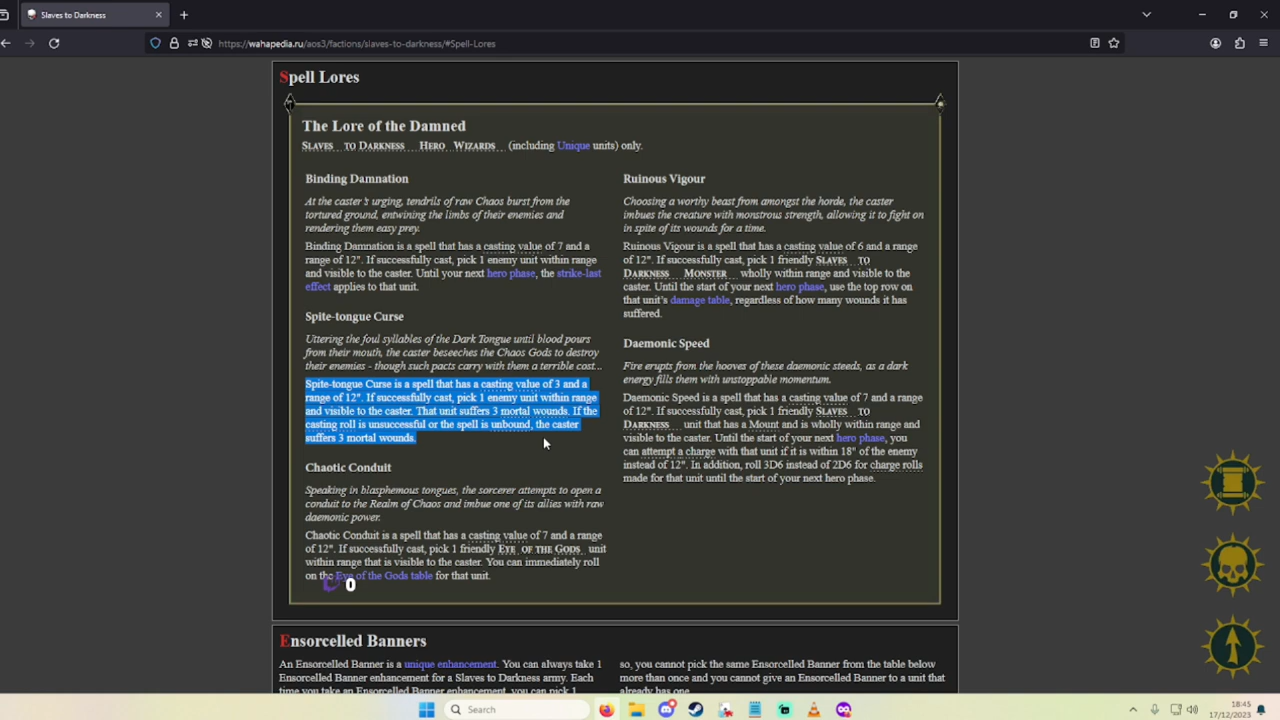 Slaves to Darkness
https://wahapedia.ru/aos3/factions/slaves-to-darkness/#Spell-Lores
Spell Lores
The Lore of the Damned
SLAVES TO DARKNESS HERO WIZARDS (including Unique units) only.
Binding Damnation
At the caster's urging, tendrils of raw Chaos burst from the
tortured ground, entwining the limbs of their enemies and
rendering them easy prey.
Binding Damnation is a spell that has a casting value of 7 and a
range of 12". If successfully cast, pick 1 enemy unit within range
and visible to the caster. Until your next hero phase, the strike-last
effect applies to that unit.
Spite-tongue Curse
Uttering the foul syllables of the Dark Tongue until blood pours
from their mouth, the caster beseeches the Chaos Gods to destroy
their enemies - though such pacts carry with them a terrible cost...
Spite-tongue Curse is a spell that has a casting value of 3 and a
range of 12". If successfully cast, pick 1 enemy unit within range
and visible to the caster. That unit suffers 3 mortal wounds. If the
casting roll is unsuccessful or the spell is unbound, the caster
suffers 3 mortal wounds.
Chaotic Conduit
Speaking in blasphemous tongues, the sorcerer attempts to open a
conduit to the Realm of Chaos and imbue one of its allies with raw
daemonic power.
Chaotic Conduit is a spell that has a casting value of 7 and a range
of 12". If successfully cast, pick 1 friendly EYE OF THE GODS unit
within range that is visible to the caster. You can immediately roll
on the Eye of the Gods table for that unit.
0
Ruinous Vigour
Choosing a worthy beast from amongst the horde, the caster
imbues the creature with monstrous strength, allowing it to fight on
in spite of its wounds for a time.
Ruinous Vigour is a spell that has a casting value of 6 and a range
of 12". If successfully cast, pick 1 friendly SLAVES TO
DARKNESS MONSTER wholly within range and visible to the
caster. Until the start of your next hero phase, use the top row on
that unit's damage table, regardless of how many wounds it has
suffered.
Daemonic Speed
Fire erupts from the hooves of these daemonic steeds, as a dark
energy fills them with unstoppable momentum.
Daemonic Speed is a spell that has a casting value of 7 and a range
of 12". If successfully cast, pick 1 friendly SLAVES TO
DARKNESS unit that has a Mount and is wholly within range and
visible to the caster. Until the start of your next hero phase, you
can attempt a charge with that unit if it is within 18" of the enemy
instead of 12". In addition, roll 3D6 instead of 2D6 for charge rolls
made for that unit until the start of your next hero phase.
Ensorcelled Banners
An Ensorcelled Banner is a unique enhancement. You can always take 1
Ensorcelled Banner enhancement for a Slaves to Darkness army. Each
time you take an Ensorcelled Banner enhancement, you can pick 1
so, you cannot pick the same Ensorcelled Banner from the table below
more than once and you cannot give an Ensorcelled Banner to a unit that
already has one.
Search
18:45
17/12/2023